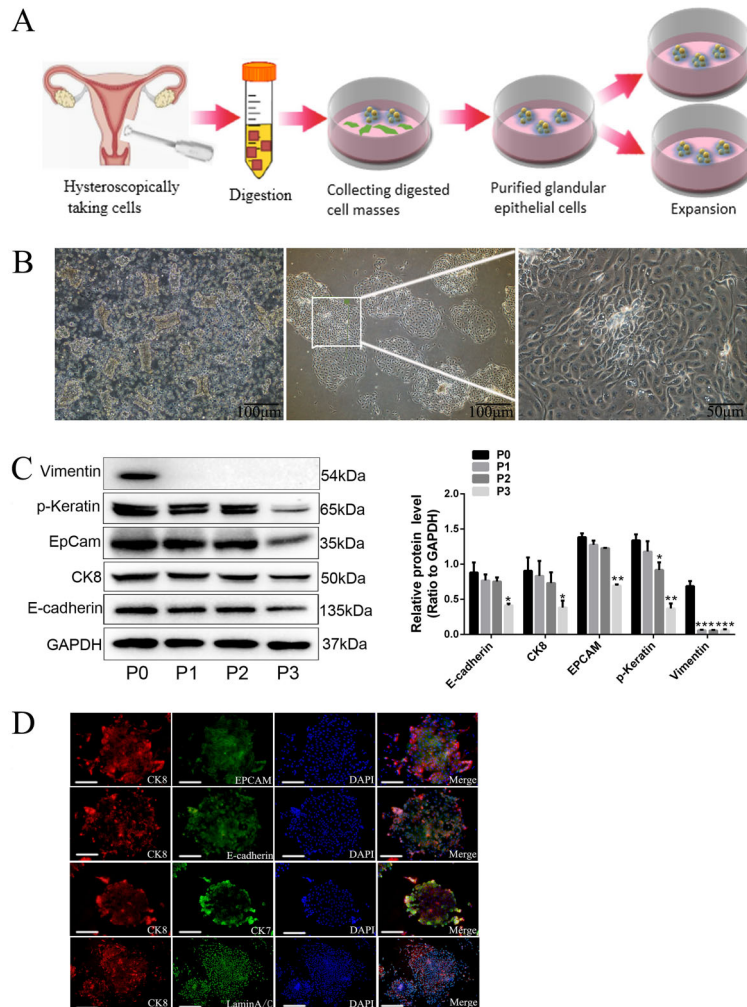 A
Hysteroscopically
taking cells
Digestion
Collecting digested
cell masses
Purified glandular
epithelial cells
Expansion
B
100μm
100μm
50μm
C
Vimentin
54kDa
p-Keratin
65kDa
EpCam
35kDa
CK8
50kDa
E-cadherin
135kDa
GAPDH
37kDa
P0 P1 P2 P3
P0
P1
P2
P3
Relative protein level
(Ratio to GAPDH)
2.0
1.5
1.0
0.5
0.0
*
*
**
*
**
*** *** ***
E-cadherin
CK8
EPCAM
p-Keratin
Vimentin
D
CK8 EPCAM DAPI Merge
CK8 E-cadherin DAPI Merge
CK8 CK7 DAPI Merge
CK8 LaminA/C DAPI Merge